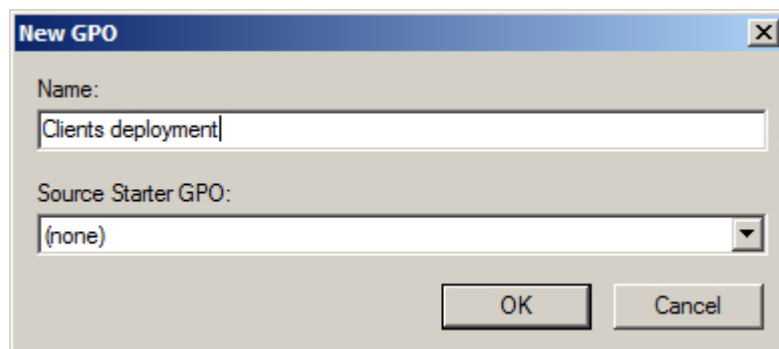 New GPO
Name:
Clients deployment
Source Starter GPO:
(none)
OK Cancel